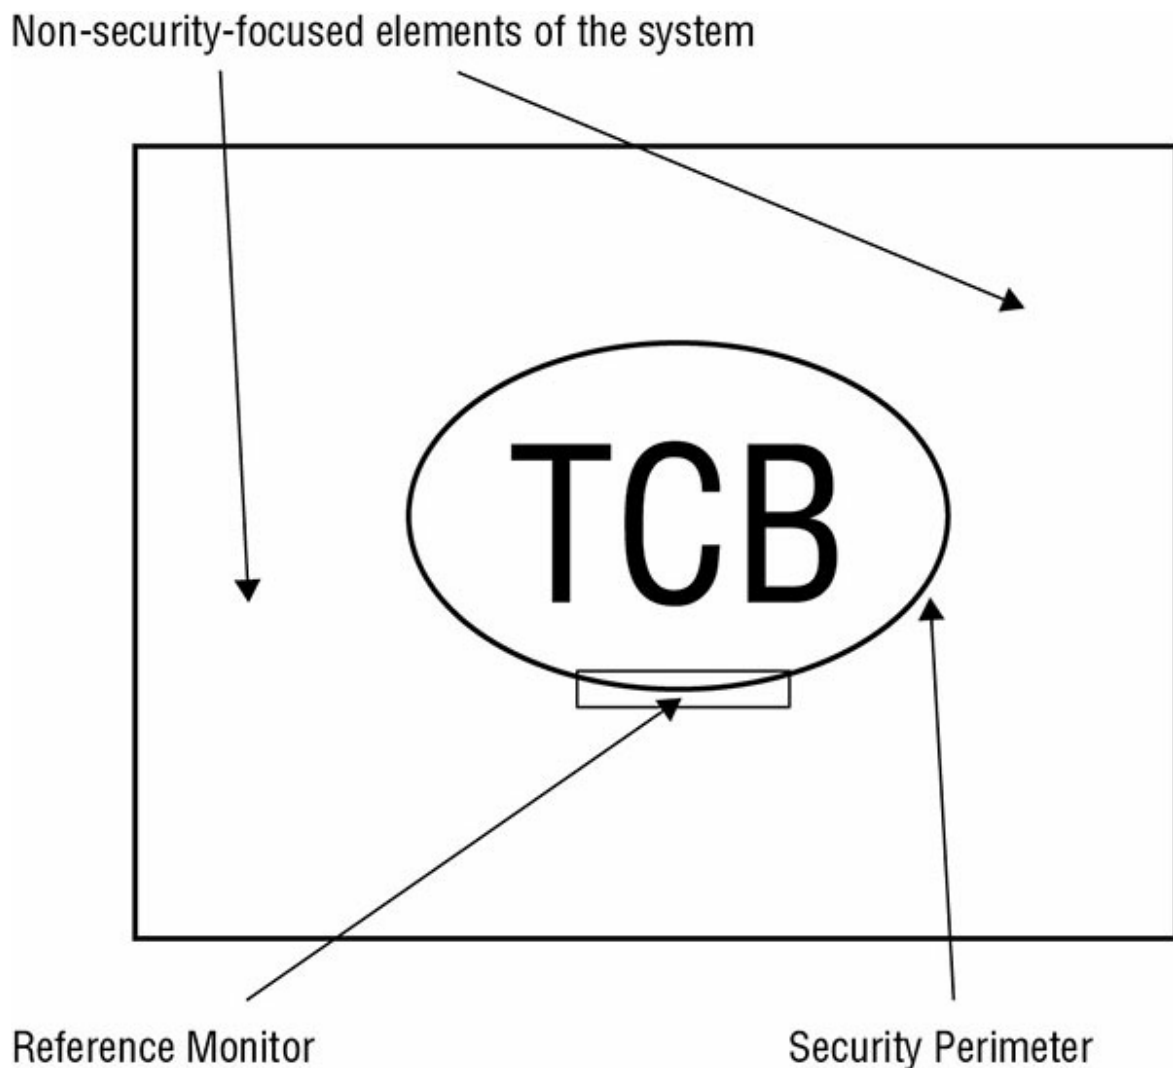 Non-security-focused elements of the system
TCB
Reference Monitor
Security Perimeter